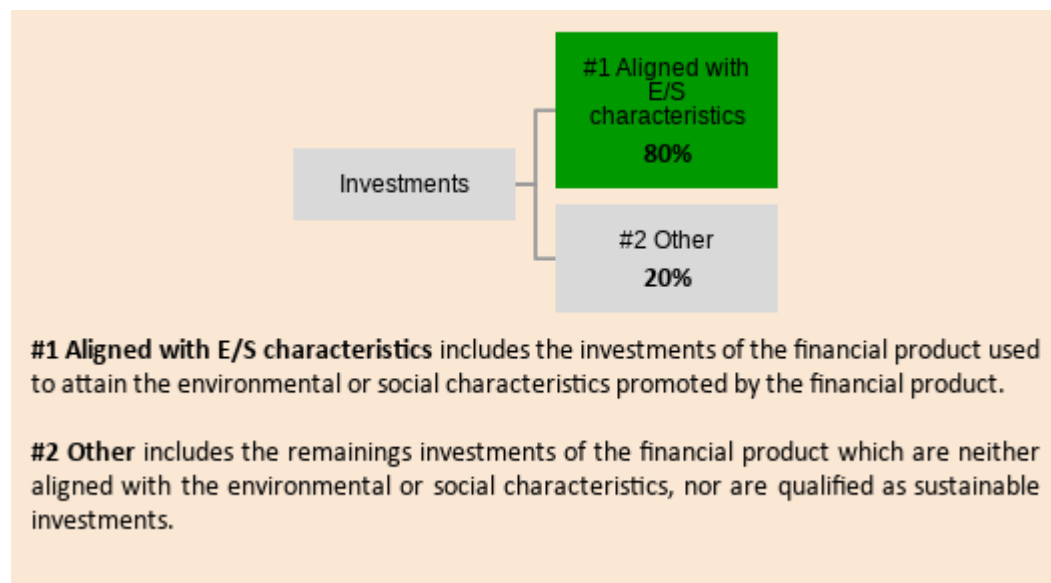 #1 Aligned with
E/S
characteristics
80%
Investments
#2 Other
20%
#1 Aligned with E/S characteristics includes the investments of the financial product used
to attain the environmental or social characteristics promoted by the financial product.
#2 Other includes the remainings investments of the financial product which are neither
aligned with the environmental or social characteristics, nor are qualified as sustainable
investments.